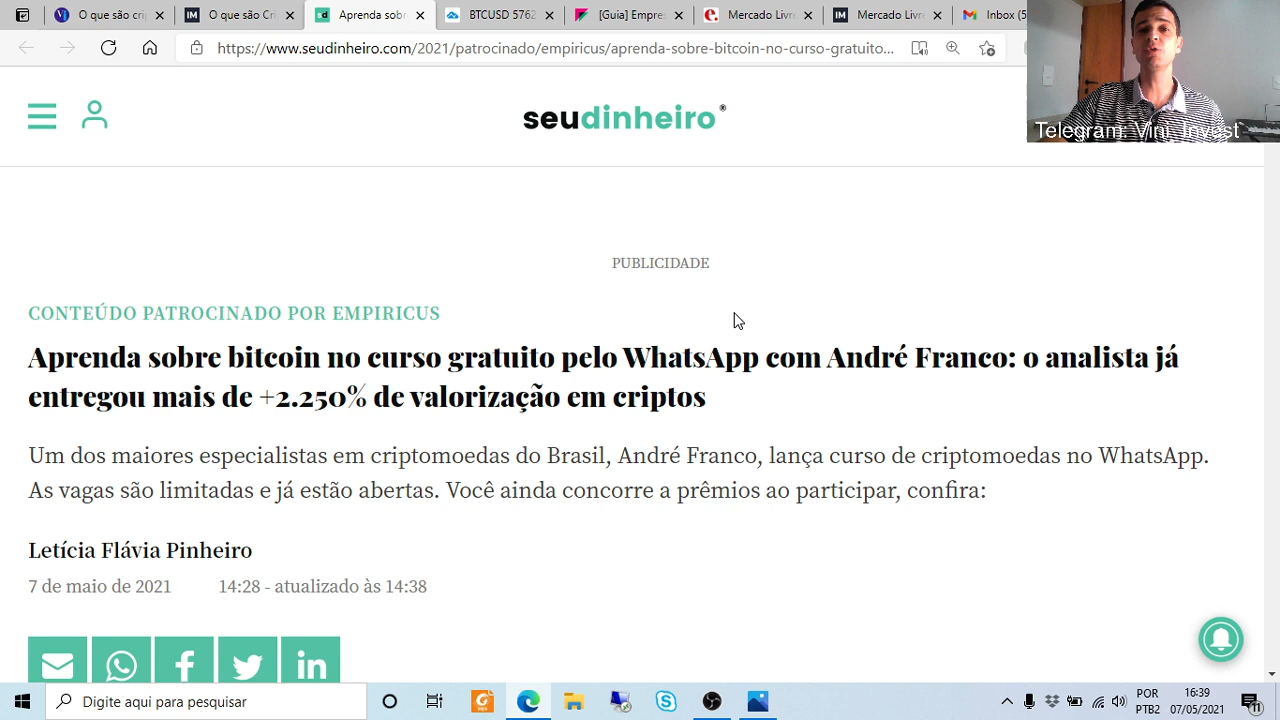 O que são Cri
O que são Cri
Aprenda sobr
BTCUSD 5762
[Guia] Empres
Mercado Livre
Mercado Livre
Inbox (5
https://www.seudinheiro.com/2021/patrocinado/empiricus/aprenda-sobre-bitcoin-no-curso-gratuito...
seudinheiro®
Telegram: Vini_Invest
PUBLICIDADE
CONTEÚDO PATROCINADO POR EMPIRICUS
Aprenda sobre bitcoin no curso gratuito pelo WhatsApp com André Franco: o analista já
entregou mais de +2.250% de valorização em criptos
Um dos maiores especialistas em criptomoedas do Brasil, André Franco, lança curso de criptomoedas no WhatsApp.
As vagas são limitadas e já estão abertas. Você ainda concorre a prêmios ao participar, confira:
Letícia Flávia Pinheiro
7 de maio de 2021 14:28 - atualizado às 14:38
Digite aqui para pesquisar
POR
PTB2
16:39
07/05/2021
11